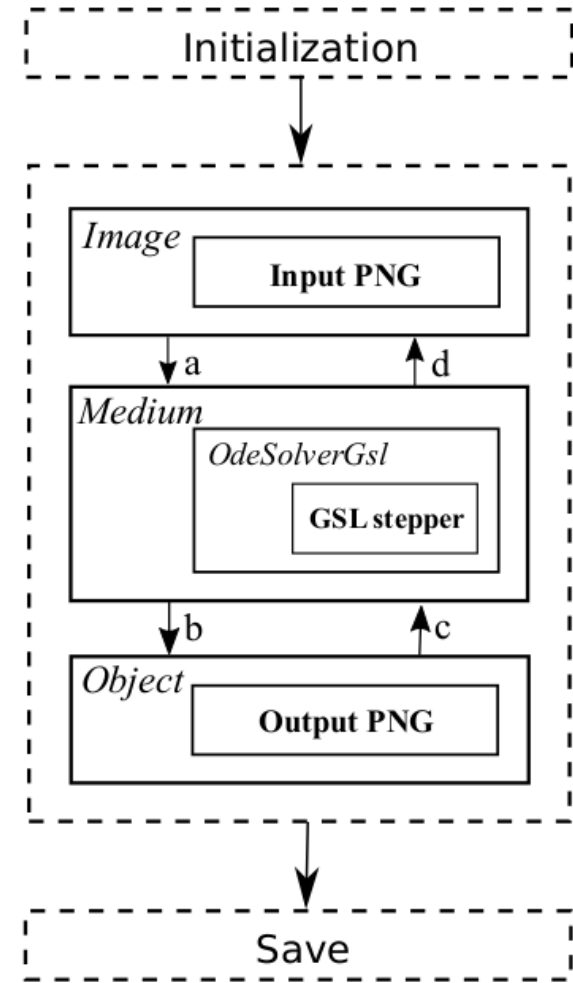 Initialization
Image
Input PNG
a
d
Medium
OdeSolverGsl
GSL stepper
b
c
Object
Output PNG
Save